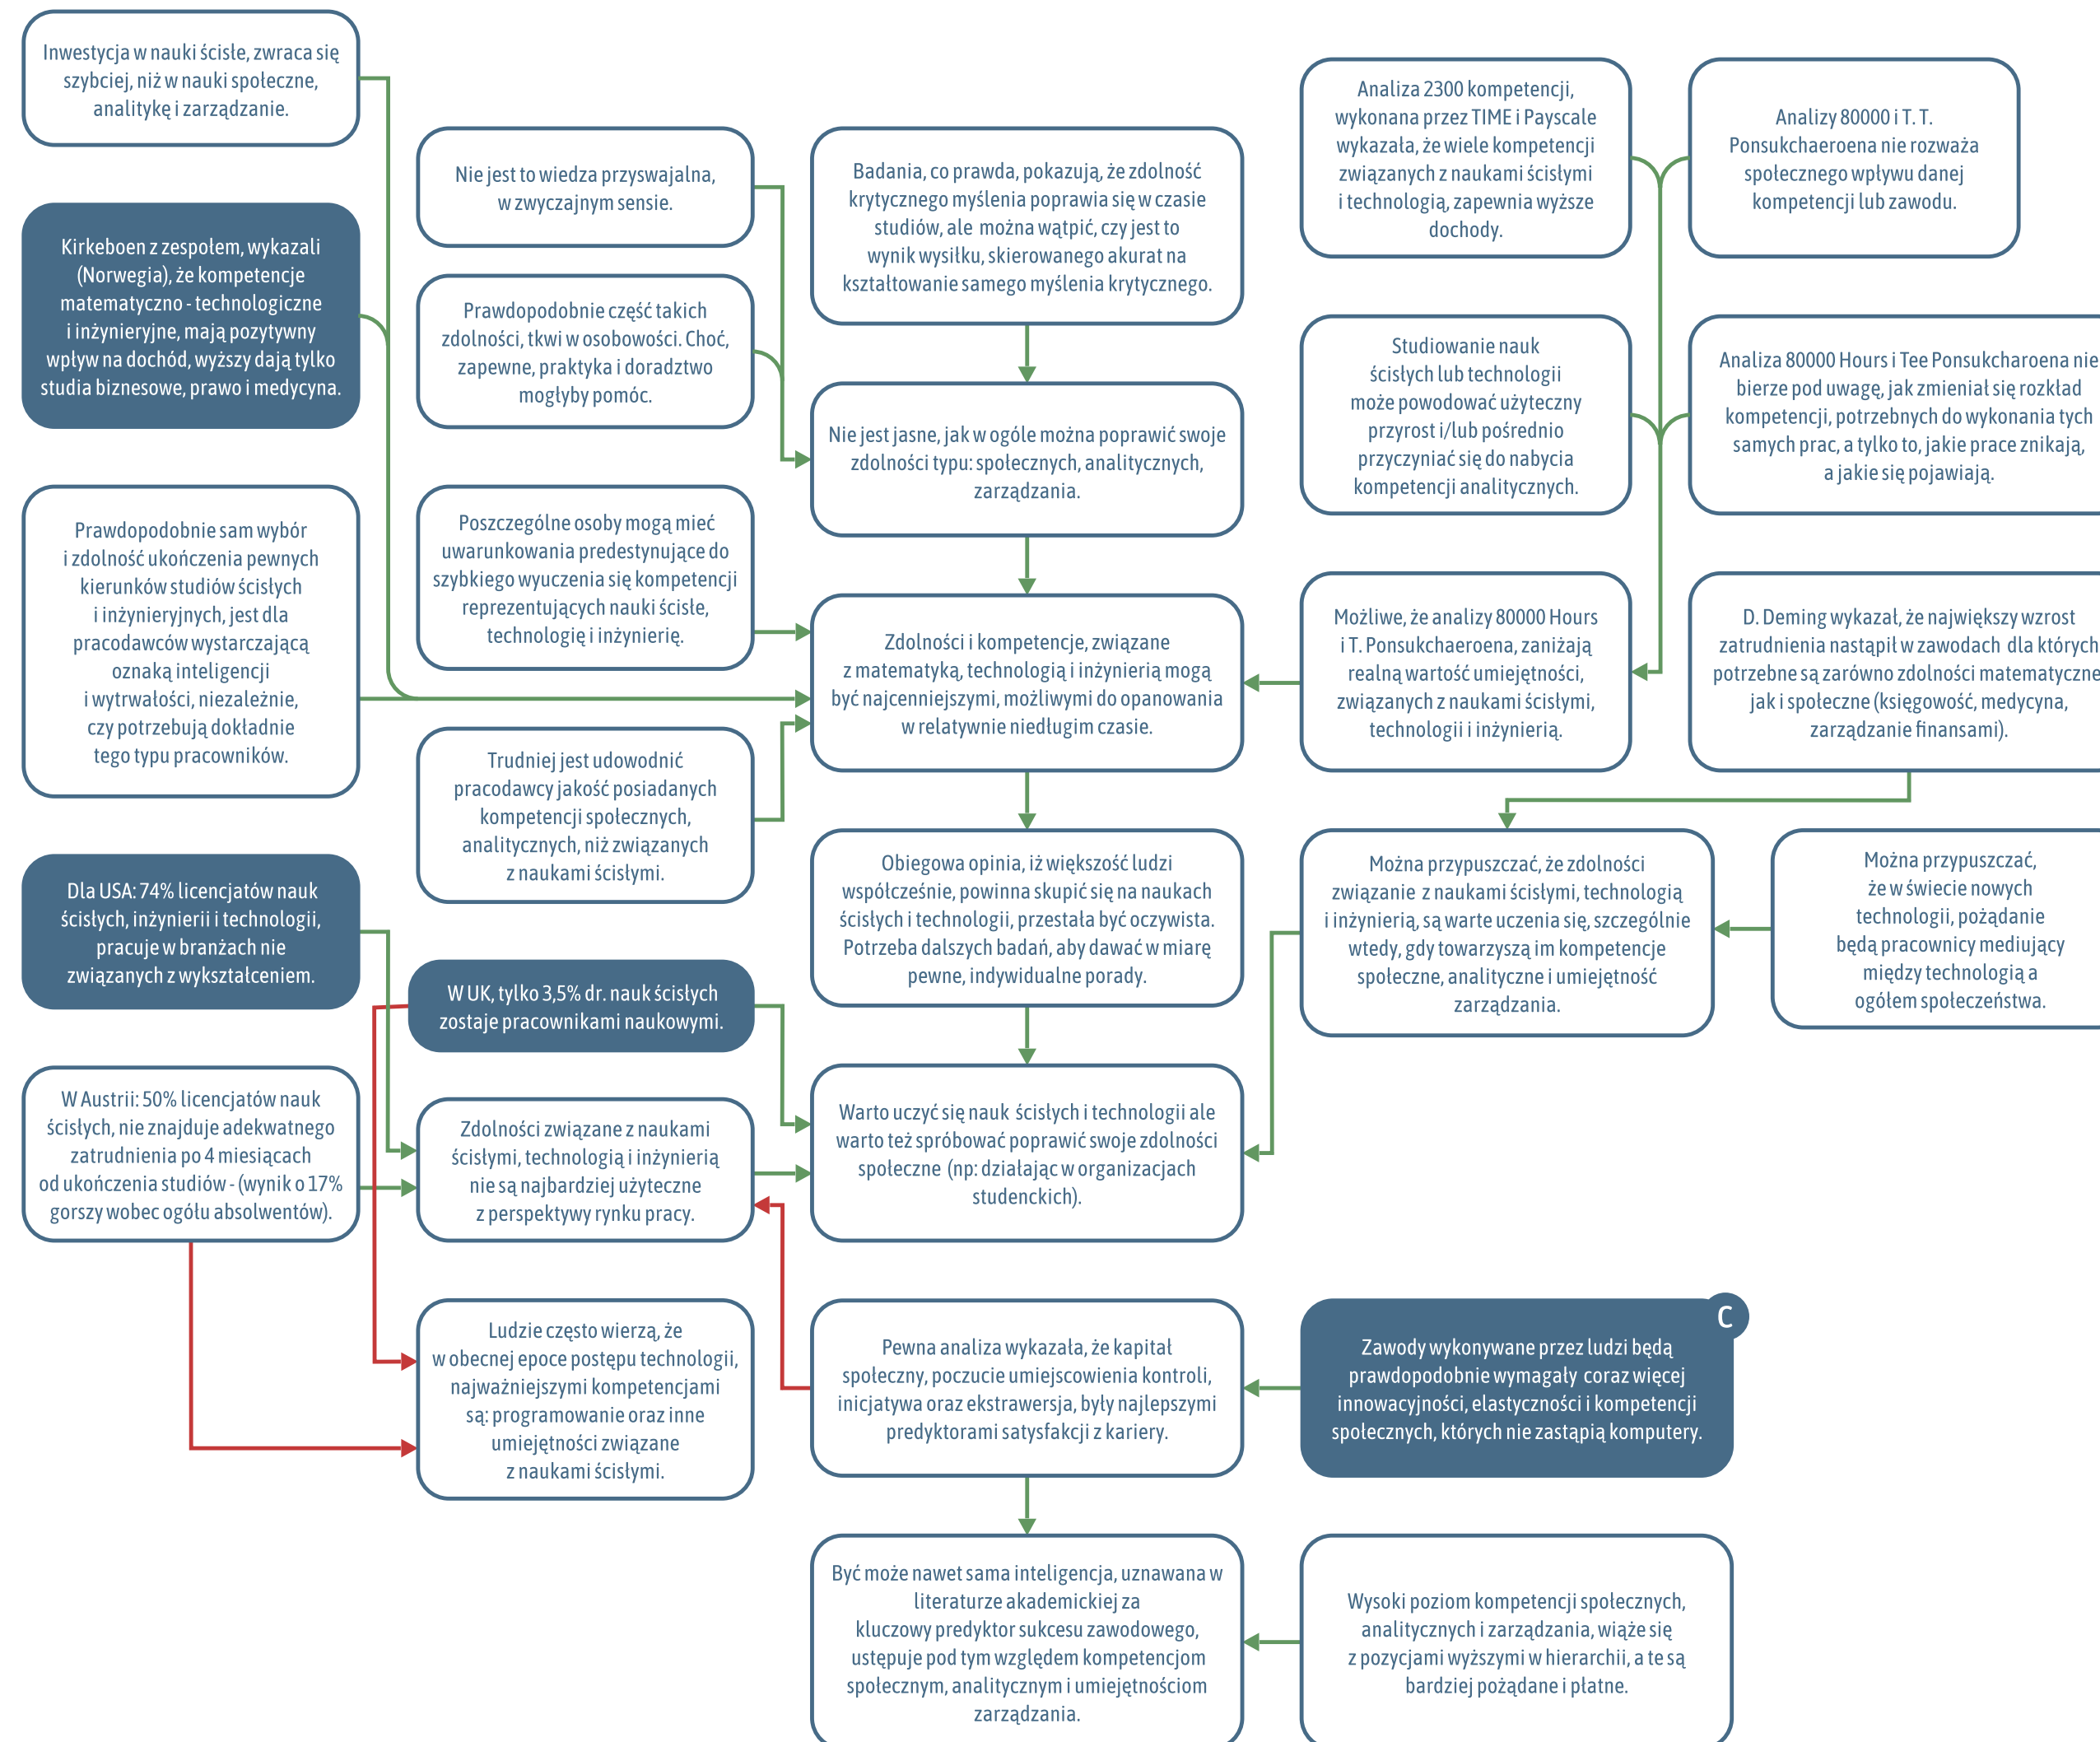 Inwestycja w nauki ścisłe, zwraca się
szybciej, niż w nauki społeczne,
analitykę i zarządzanie.
Kirkeboen z zespołem, wykazali
(Norwegia), że kompetencje
matematyczno - technologiczne
i inżynieryjne, mają pozytywny
wpływ na dochód, wyższy dają tylko
studia biznesowe, prawo i medycyna.
Prawdopodobnie sam wybór
i zdolność ukończenia pewnych
kierunków studiów ścisłych
i inżynieryjnych, jest dla
pracodawców wystarczającą
oznaką inteligencji
i wytrwałości, niezależnie,
czy potrzebują dokładnie
tego typu pracowników.
Dla USA: 74% licencjatów nauk
ścisłych, inżynierii i technologii,
pracuje w branżach nie
związanych z wykształceniem.
W Austrii: 50% licencjatów nauk
ścisłych, nie znajduje adekwatnego
zatrudnienia po 4 miesiącach
od ukończenia studiów - (wynik o 17%
gorszy wobec ogółu absolwentów).
Nie jest to wiedza przyswajalna,
w zwyczajnym sensie.
Prawdopodobnie część takich
zdolności, tkwi w osobowości. Choć,
zapewne, praktyka i doradztwo
mogłyby pomóc.
Poszczególne osoby mogą mieć
uwarunkowania predestynujące do
szybkiego wyuczenia się kompetencji
reprezentujących nauki ścisłe,
technologię i inżynierię.
Trudniej jest udowodnić
pracodawcy jakość posiadanych
kompetencji społecznych,
analitycznych, niż związanych
z naukami ścisłymi.
W UK, tylko 3,5% dr. nauk ścisłych
zostaje pracownikami naukowymi.
Zdolności związane z naukami
ścisłymi, technologią i inżynierią
nie są najbardziej użyteczne
z perspektywy rynku pracy.
Ludzie często wierzą, że
w obecnej epoce postępu technologii,
najważniejszymi kompetencjami
są: programowanie oraz inne
umiejętności związane
z naukami ścisłymi.
Badania, co prawda, pokazują, że zdolność
krytycznego myślenia poprawia się w czasie
studiów, ale można wątpić, czy jest to
wynik wysiłku, skierowanego akurat na
kształtowanie samego myślenia krytycznego.
Nie jest jasne, jak w ogóle można poprawić swoje
zdolności typu: społecznych, analitycznych,
zarządzania.
Zdolności i kompetencje, związane
z matematyką, technologią i inżynierią mogą
być najcenniejszymi, możliwymi do opanowania
w relatywnie niedługim czasie.
Obiegowa opinia, iż większość ludzi
współcześnie, powinna skupić się na naukach
ścisłych i technologii, przestała być oczywista.
Potrzeba dalszych badań, aby dawać w miarę
pewne, indywidualne porady.
Warto uczyć się nauk ścisłych i technologii ale
warto też spróbować poprawić swoje zdolności
społeczne (np: działając w organizacjach
studenckich).
Pewna analiza wykazała, że kapitał
społeczny, poczucie umiejscowienia kontroli,
inicjatywa oraz ekstrawersja, były najlepszymi
predyktorami satysfakcji z kariery.
Być może nawet sama inteligencja, uznawana w
literaturze akademickiej za
kluczowy predyktor sukcesu zawodowego,
ustępuje pod tym względem kompetencjom
społecznym, analitycznym i umiejętnościom
zarządzania.
Analiza 2300 kompetencji,
wykonana przez TIME i Payscale
wykazała, że wiele kompetencji
związanych z naukami ścisłymi
i technologią, zapewnia wyższe
dochody.
Analizy 80000 i T. T.
Ponsukchaeroena nie rozważa
społecznego wpływu danej
kompetencji lub zawodu.
Studiowanie nauk
ścisłych lub technologii
może powodować użyteczny
przyrost i/lub pośrednio
przyczyniać się do nabycia
kompetencji analitycznych.
Analiza 80000 Hours i Tee Ponsukcharoena nie
bierze pod uwagę, jak zmieniał się rozkład
kompetencji, potrzebnych do wykonania tych
samych prac, a tylko to, jakie prace znikają,
a jakie się pojawiają.
Możliwe, że analizy 80000 Hours
i T. Ponsukchaeroena, zaniżają
realną wartość umiejętności,
związanych z naukami ścisłymi,
technologii i inżynierią.
D. Deming wykazał, że największy wzrost
zatrudnienia nastąpił w zawodach dla których
potrzebne są zarówno zdolności matematyczne
jak i społeczne (księgowość, medycyna,
zarządzanie finansami).
Można przypuszczać, że zdolności
związanie z naukami ścisłymi, technologią
i inżynierią, są warte uczenia się, szczególnie
wtedy, gdy towarzyszą im kompetencje
społeczne, analityczne i umiejętność
zarządzania.
Można przypuszczać,
że w świecie nowych
technologii, pożądanie
będą pracownicy mediujący
między technologią a
ogółem społeczeństwa.
C
Zawody wykonywane przez ludzi będą
prawdopodobnie wymagały coraz więcej
innowacyjności, elastyczności i kompetencji
społecznych, których nie zastąpią komputery.
Wysoki poziom kompetencji społecznych,
analitycznych i zarządzania, wiąże się
z pozycjami wyższymi w hierarchii, a te są
bardziej pożądane i płatne.